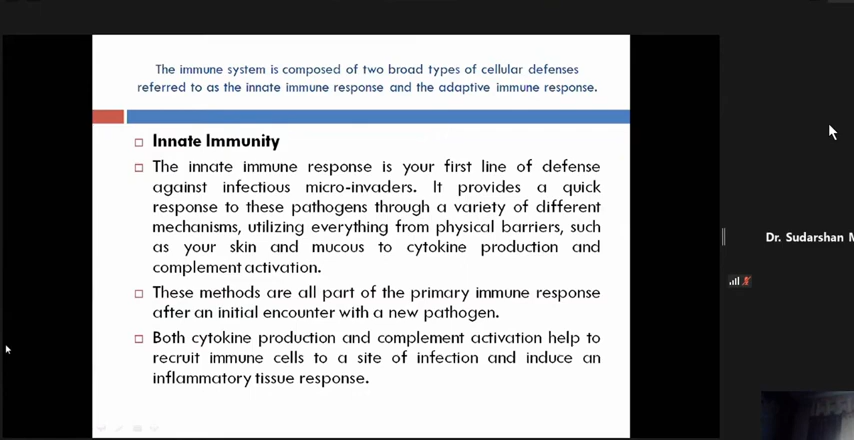 The immune system is composed of two broad types of cellular defenses
referred to as the innate immune response and the adaptive immune response.
Innate Immunity
The innate immune response is your first line of defense
against infectious micro-invaders. It provides a quick
response to these pathogens through a variety of different
mechanisms, utilizing everything from physical barriers, such
as your skin and mucous to cytokine production and
complement activation.
These methods are all part of the primary immune response
after an initial encounter with a new pathogen.
Both cytokine production and complement activation help to
recruit immune cells to a site of infection and induce an
inflammatory tissue response.
Dr. Sudarshan